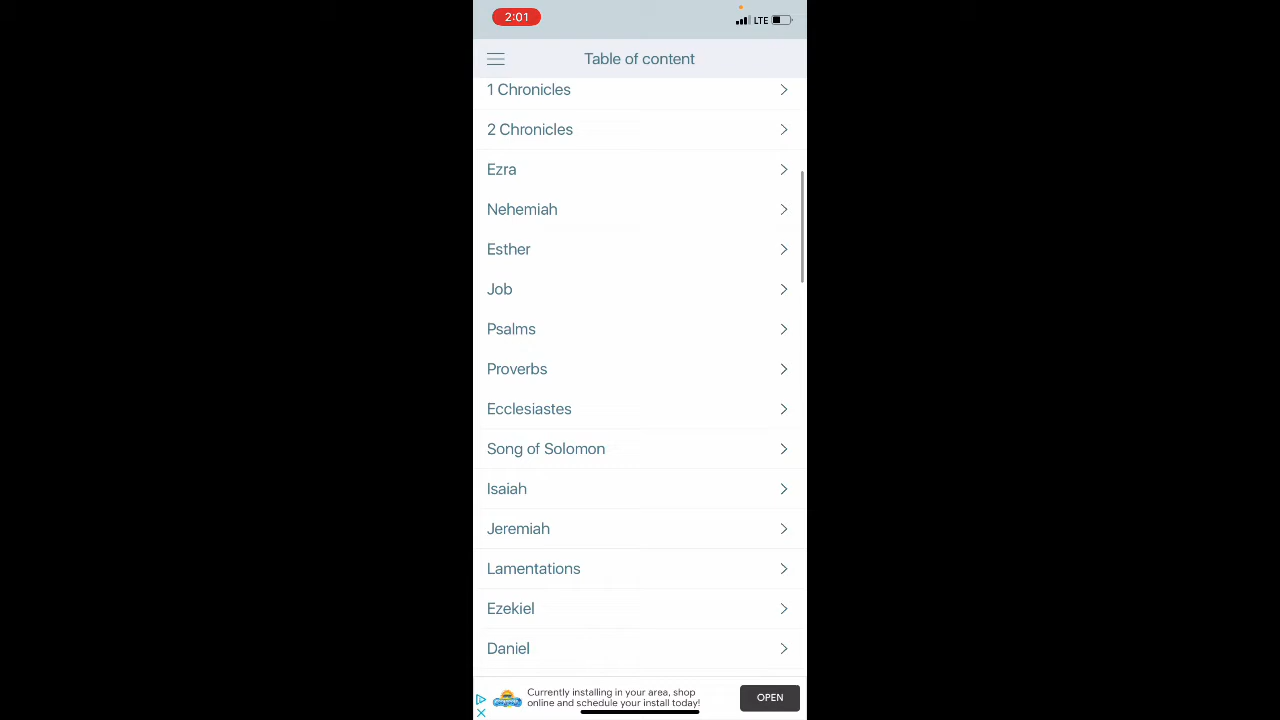 2:01
LTE
Table of content
1 Chronicles
2 Chronicles
Ezra
Nehemiah
Esther
Job
Psalms
Proverbs
Ecclesiastes
Song of Solomon
Isaiah
Jeremiah
Lamentations
Ezekiel
Daniel
Currently installing in your area, shop
online and schedule your install today!
OPEN